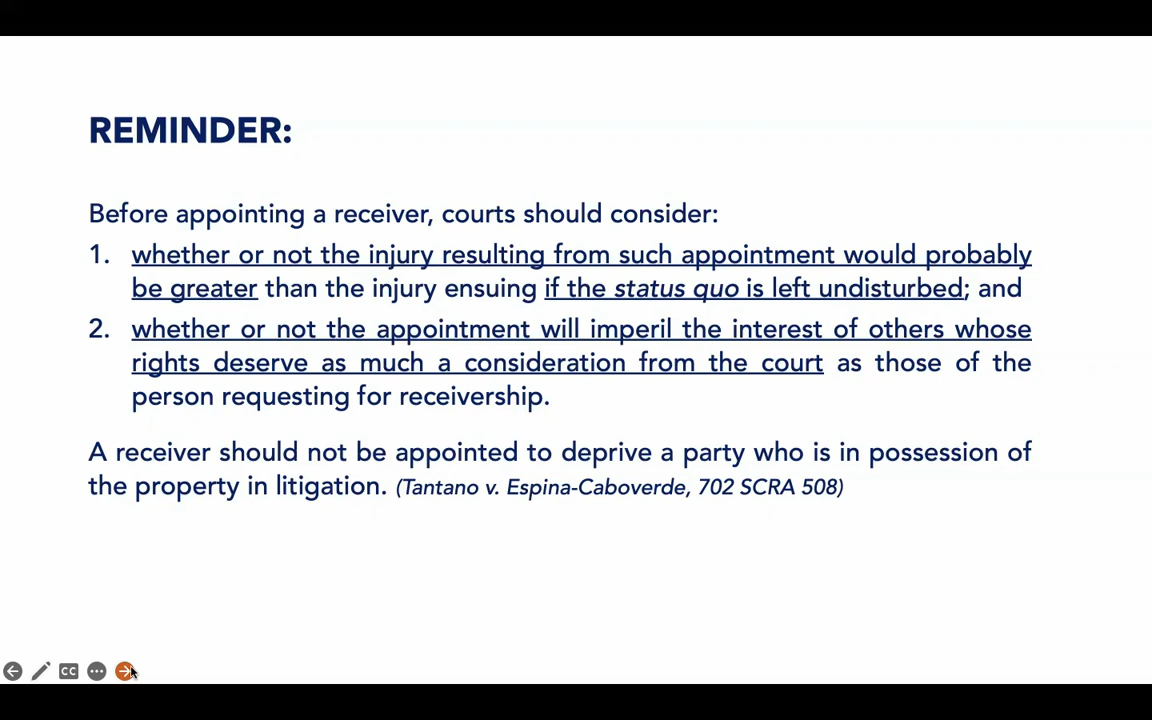 REMINDER:
Before appointing a receiver, courts should consider:
1. whether or not the injury resulting from such appointment would probably
be greater than the injury ensuing if the status quo is left undisturbed; and
2. whether or not the appointment will imperil the interest of others whose
rights deserve as much a consideration from the court as those of the
person requesting for receivership.
A receiver should not be appointed to deprive a party who is in possession of
the property in litigation. (Tantano v. Espina-Caboverde, 702 SCRA 508)
CC